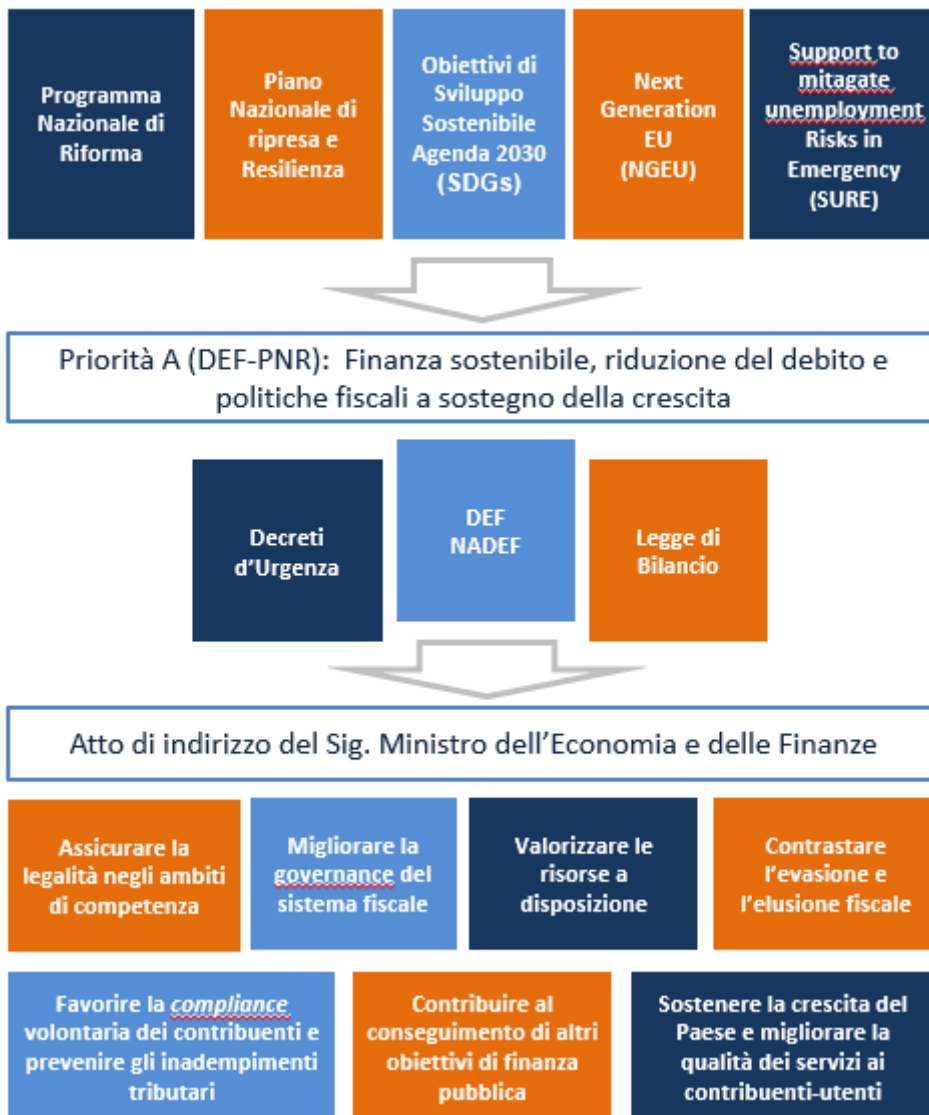 Programma
Nazionale di
Riforma
Piano
Nazionale di
ripresa e
Resilienza
Obiettivi di
Sviluppo
Sostenibile
Agenda 2030
(SDGs)
Next
Generation
EU
(NGEU)
Support to
mitagate
unemployment
Risks in
Emergency
(SURE)
Priorità A (DEF-PNR): Finanza sostenibile, riduzione del debito e
politiche fiscali a sostegno della crescita
Decreti
d'Urgenza
DEF
NADEF
Legge di
Bilancio
Atto di indirizzo del Sig. Ministro dell'Economia e delle Finanze
Assicurare la
legalità negli ambiti
di competenza
Migliorare la
governance del
sistema fiscale
Valorizzare le
risorse a
disposizione
Contrastare
l'evasione e
l'elusione fiscale
Favorire la compliance
volontaria dei contribuenti e
prevenire gli inadempimenti
tributari
Contribuire al
conseguimento di altri
obiettivi di finanza
pubblica
Sostenere la crescita del
Paese e migliorare la
qualità dei servizi ai
contribuenti-utenti